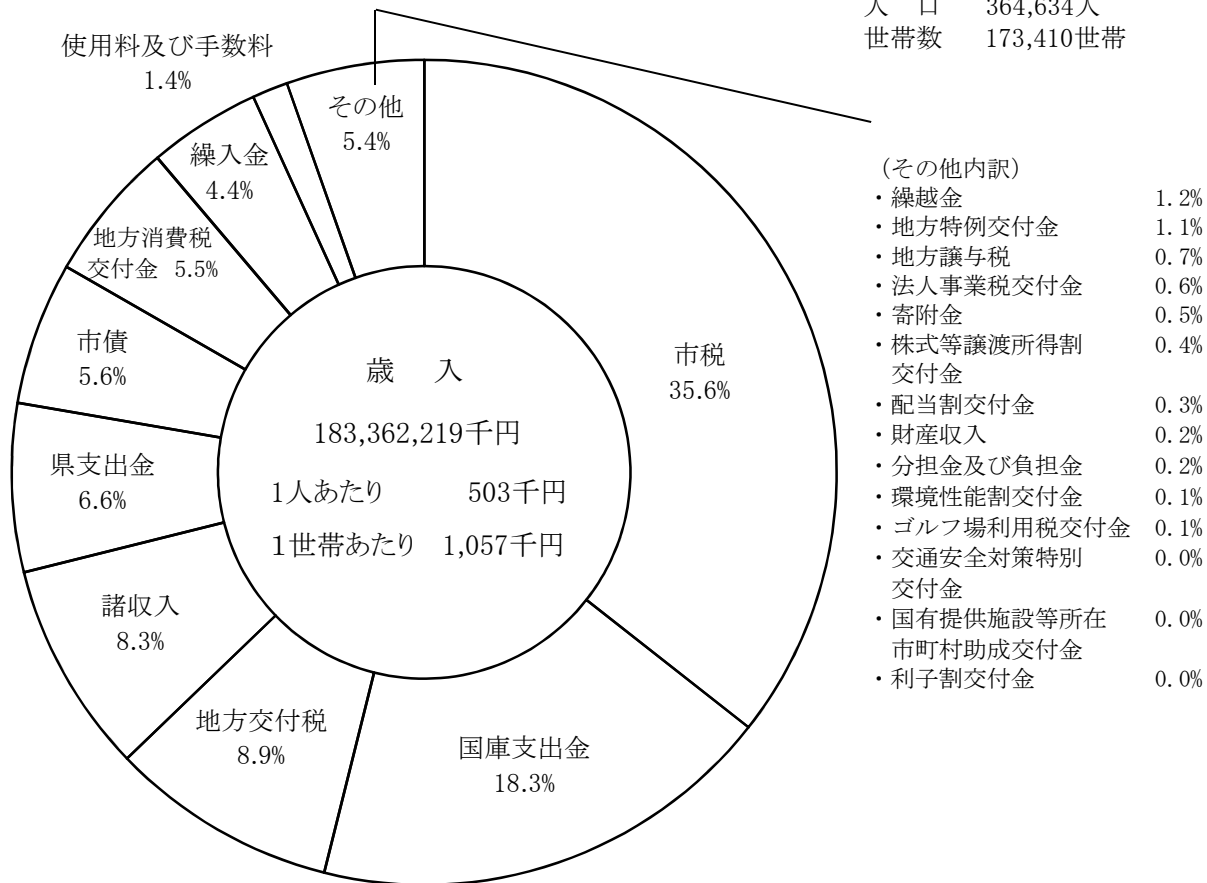 人　口　364,634人
世帯数　173,410世帯
使用料及び手数料
1.4%
その他
5.4%
繰入金
4.4%
地方消費税
交付金 5.5%
市債
5.6%
県支出金
6.6%
諸収入
8.3%
地方交付税
8.9%
国庫支出金
18.3%
市税
35.6%
歳　入
183,362,219千円
1人あたり　503千円
1世帯あたり　1,057千円
(その他内訳)
・繰越金　1.2%
・地方特例交付金　1.1%
・地方譲与税　0.7%
・法人事業税交付金　0.6%
・寄附金　0.5%
・株式等譲渡所得割　0.4%
交付金
・配当割交付金　0.3%
・財産収入　0.2%
・分担金及び負担金　0.2%
・環境性能割交付金　0.1%
・ゴルフ場利用税交付金　0.1%
・交通安全対策特別　0.0%
交付金
・国有提供施設等所在　0.0%
市町村助成交付金
・利子割交付金　0.0%